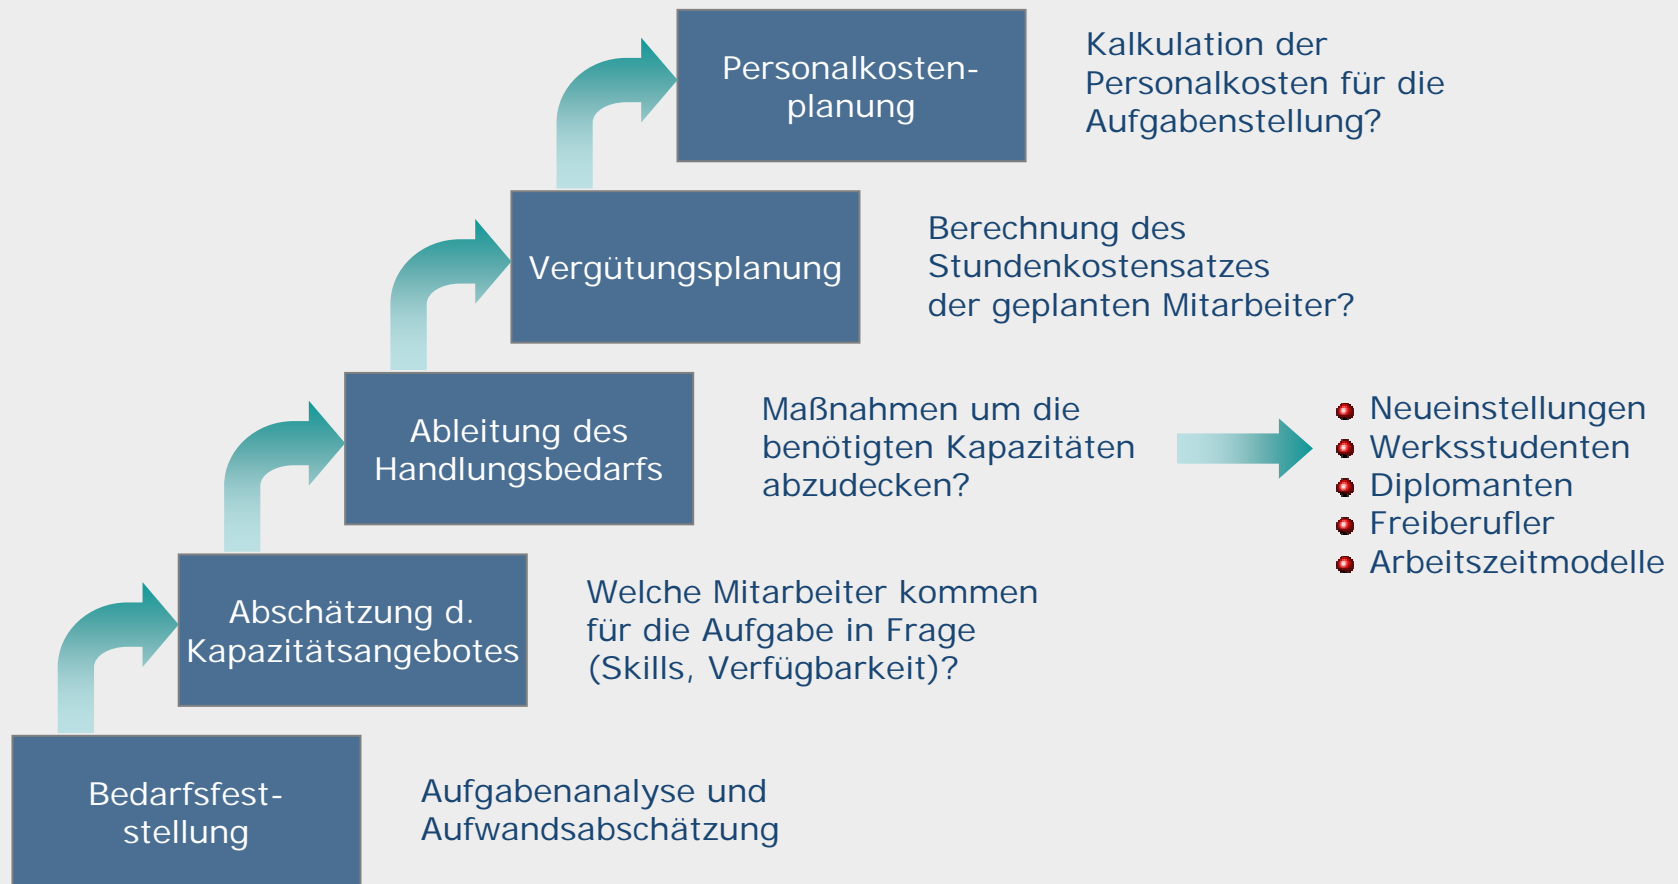 Personalkosten-
planung
Kalkulation der
Personalkosten für die
Aufgabenstellung?
Vergütungsplanung
Berechnung des
Stundenkostensatzes
der geplanten Mitarbeiter?
Ableitung des
Handlungsbedarfs
Maßnahmen um die
benötigten Kapazitäten
abzudecken?
Neueinstellungen
Werksstudenten
Diplomanten
Freiberufler
Arbeitszeitmodelle
Abschätzung d.
Kapazitätsangebotes
Welche Mitarbeiter kommen
für die Aufgabe in Frage
(Skills, Verfügbarkeit)?
Bedarfsfest-
stellung
Aufgabenanalyse und
Aufwandsabschätzung